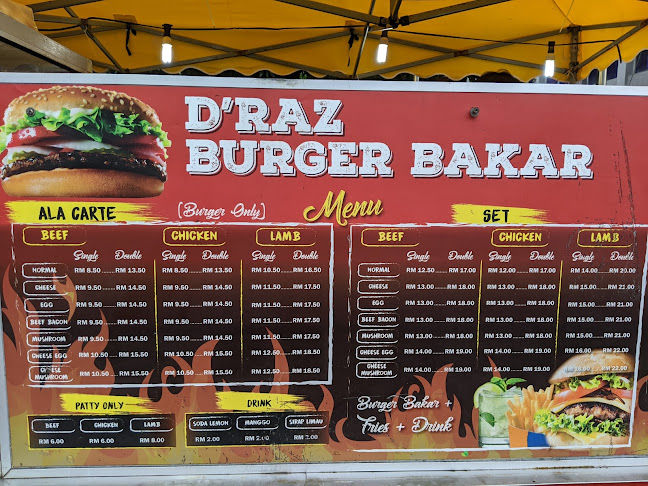 D'RAZ
BURGER BAKAR
Menu
ALA CARTE
(Burger Only)
BEEF CHICKEN LAMB
Single Double Single Double Single Double
NORMAL RM 8.50......RM 13.50 RM 8.50......RM 13.50 RM 10.50......RM 16.50
CHEESE RM 9.50......RM 14.50 RM 9.50......RM 14.50 RM 11.50......RM 17.50
EGG RM 9.50......RM 14.50 RM 9.50......RM 14.50 RM 11.50......RM 17.50
BEEF BACON RM 9.50......RM 14.50 RM 9.50......RM 14.50 RM 11.50......RM 17.50
MUSHROOM RM 9.50......RM 14.50 RM 9.50......RM 14.50 RM 11.50......RM 17.50
CHEESE EGG RM 10.50......RM 15.50 RM 10.50......RM 15.50 RM 12.50......RM 18.50
CHEESE MUSHROOM RM 10.50......RM 15.50 RM 10.50......RM 15.50 RM 12.50......RM 18.50
PATTY ONLY
BEEF CHICKEN LAMB
RM 6.00 RM 6.00 RM 8.00
DRINK
SODA LEMON MANGGO SIRAP LIMAU
RM 2.00 RM 2.00 RM 2.00
SET
BEEF CHICKEN LAMB
Single Double Single Double Single Double
NORMAL RM 12.50......RM 17.00 RM 12.00......RM 17.00 RM 14.00......RM 20.00
CHEESE RM 13.00......RM 18.00 RM 13.00......RM 18.00 RM 15.00......RM 21.00
EGG RM 13.00......RM 18.00 RM 13.00......RM 18.00 RM 15.00......RM 21.00
BEEF BACON RM 13.00......RM 18.00 RM 13.00......RM 18.00 RM 15.00......RM 21.00
MUSHROOM RM 13.00......RM 18.00 RM 13.00......RM 18.00 RM 15.00......RM 21.00
CHEESE EGG RM 14.00......RM 19.00 RM 14.00......RM 19.00 RM 16.00......RM 22.00
CHEESE MUSHROOM RM 14.00......RM 19.00 RM 14.00......RM 19.00 RM 16.00......RM 22.00
Burger Bakar +
Fries + Drink